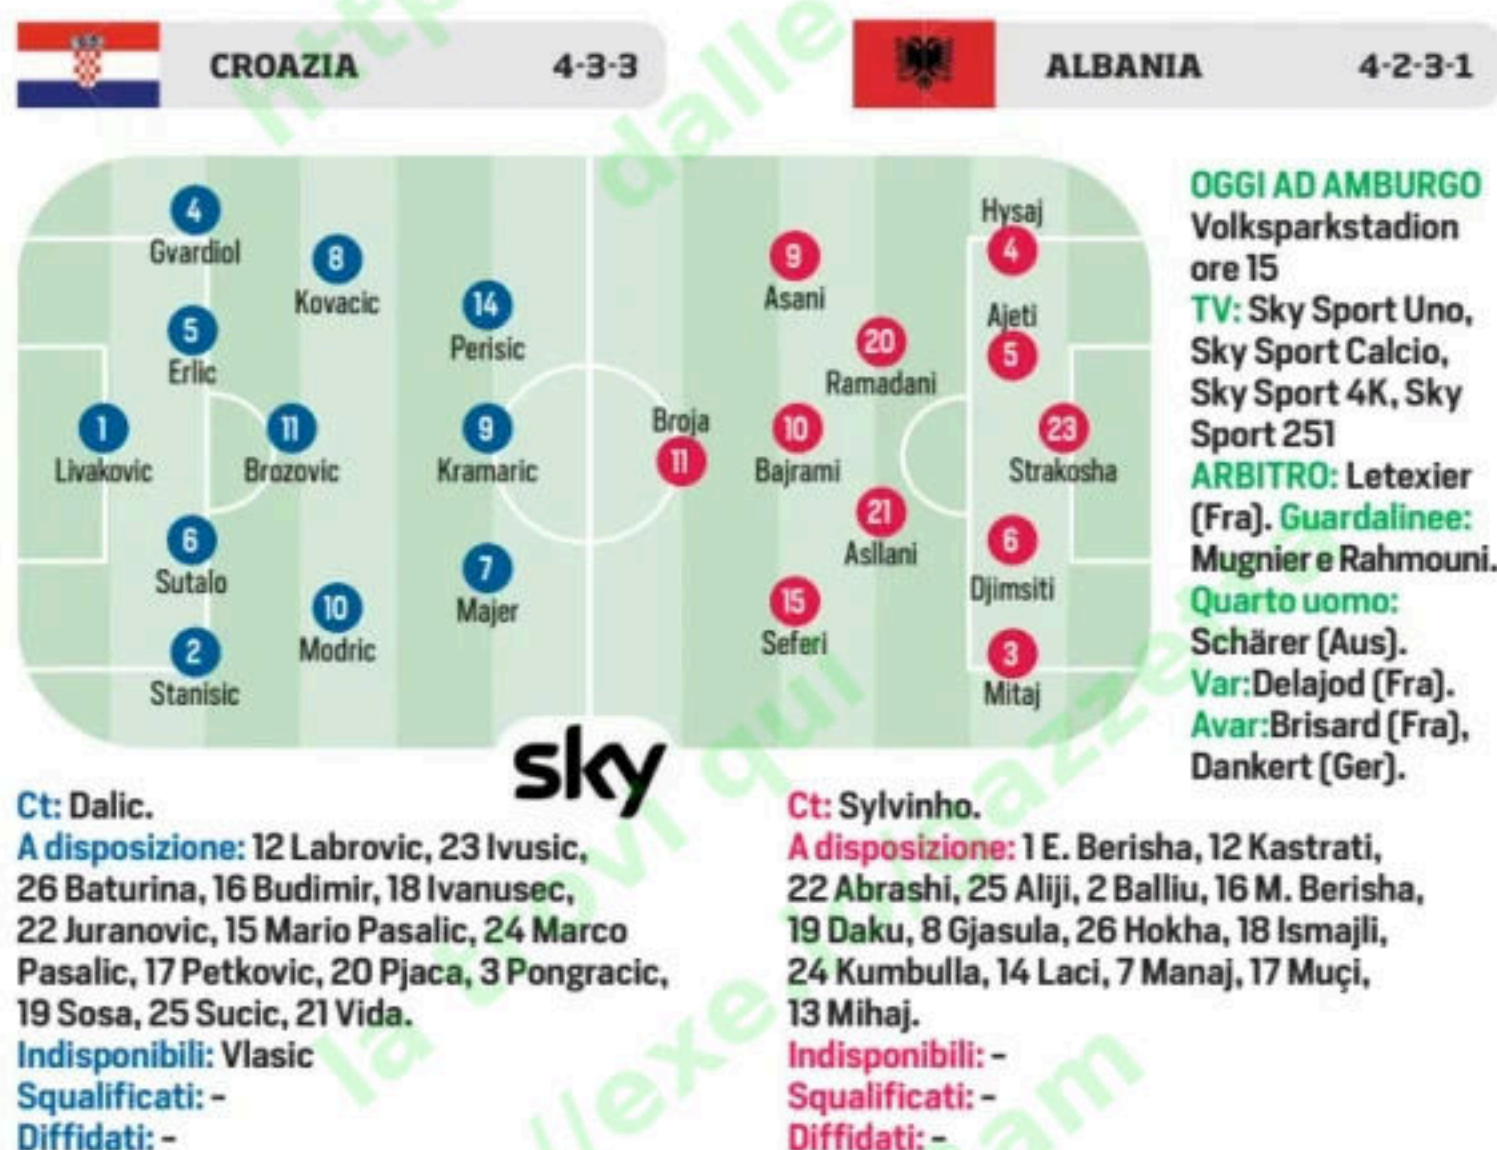 CROAZIA 4-3-3
ALBANIA 4-2-3-1
4
Gvardiol
8
Kovacic
5
Erlic
14
Perisic
1
Livakovic
11
Brozovic
9
Kramaric
6
Sutalo
7
Majer
10
Modric
2
Stanisic
Hysaj
4
9
Asani
Ajeti
5
20
Ramadani
Broja
11
10
Bajrami
23
Strakosha
21
Asllani
6
Djimsiti
15
Seferi
3
Mitaj
sky
OGGI AD AMBURGO
Volksparkstadion
ore 15
TV: Sky Sport Uno,
Sky Sport Calcio,
Sky Sport 4K, Sky
Sport 251
ARBITRO: Letexier
(Fra). Guardalinee:
Mugnier e Rahmouni.
Quarto uomo:
Schärer (Aus).
Var:Delajod (Fra).
Avar:Brisard (Fra),
Dankert (Ger).
Ct: Dalic.
A disposizione: 12 Labrovic, 23 Ivusic,
26 Baturina, 16 Budimir, 18 Ivanusec,
22 Juranovic, 15 Mario Pasalic, 24 Marco
Pasalic, 17 Petkovic, 20 Pjaca, 3 Pongracic,
19 Sosa, 25 Sucic, 21 Vida.
Indisponibili: Vlasic
Squalificati: -
Diffidati: -
Ct: Sylvinho.
A disposizione: 1 E. Berisha, 12 Kastrati,
22 Abrashi, 25 Aliji, 2 Balliu, 16 M. Berisha,
19 Daku, 8 Gjasula, 26 Hokha, 18 Ismajli,
24 Kumbulla, 14 Laci, 7 Manaj, 17 Muçi,
13 Mihaj.
Indisponibili: -
Squalificati: -
Diffidati: -
http
dalle
la trovi qui
//exe